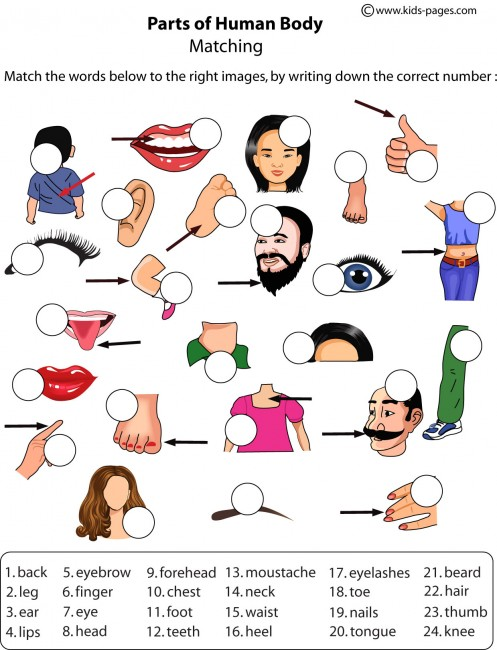 © www.kids-pages.com
Parts of Human Body
Matching
Match the words below to the right images, by writing down the correct number :
1. back 5. eyebrow 9. forehead 13. moustache 17. eyelashes 21. beard
2. leg 6. finger 10. chest 14. neck 18. toe 22. hair
3. ear 7. eye 11. foot 15. waist 19. nails 23. thumb
4. lips 8. head 12. teeth 16. heel 20. tongue 24. knee